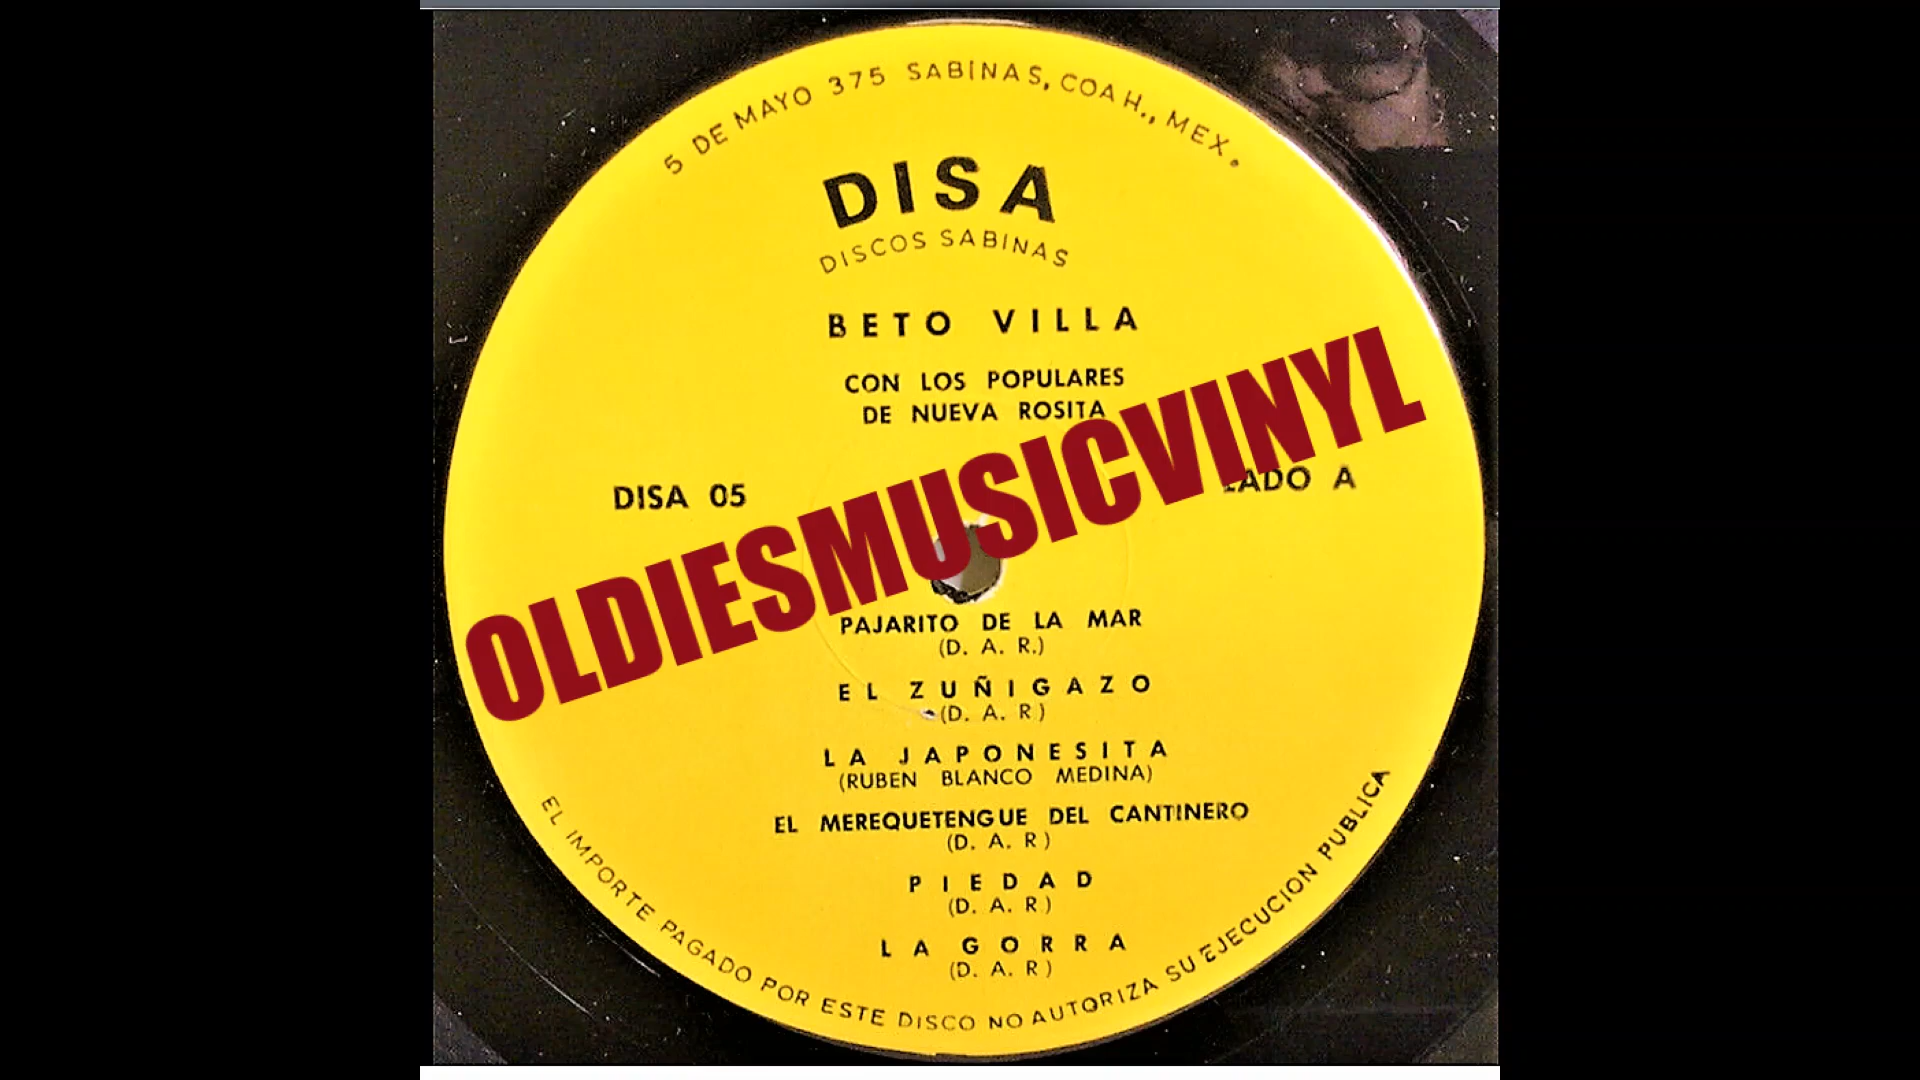 5 DE MAYO 375 SABINAS, COAH., MEX.
DISA
DISCOS SABINAS
BETO VILLA
CON LOS POPULARES
DE NUEVA ROSITA
DISA 05
LADO A
OLDIESMUSICVINYL
PAJARITO DE LA MAR
(D. A. R.)
EL ZUÑIGAZO
(D. A. R)
LA JAPONESITA
(RUBEN BLANCO MEDINA)
EL MEREQUETENGUE DEL CANTINERO
(D. A. R)
PIEDAD
(D. A. R)
LA GORRA
(D. A. R)
EL IMPORTE PAGADO POR ESTE DISCO NO AUTORIZA SU EJECUCION PUBLICA